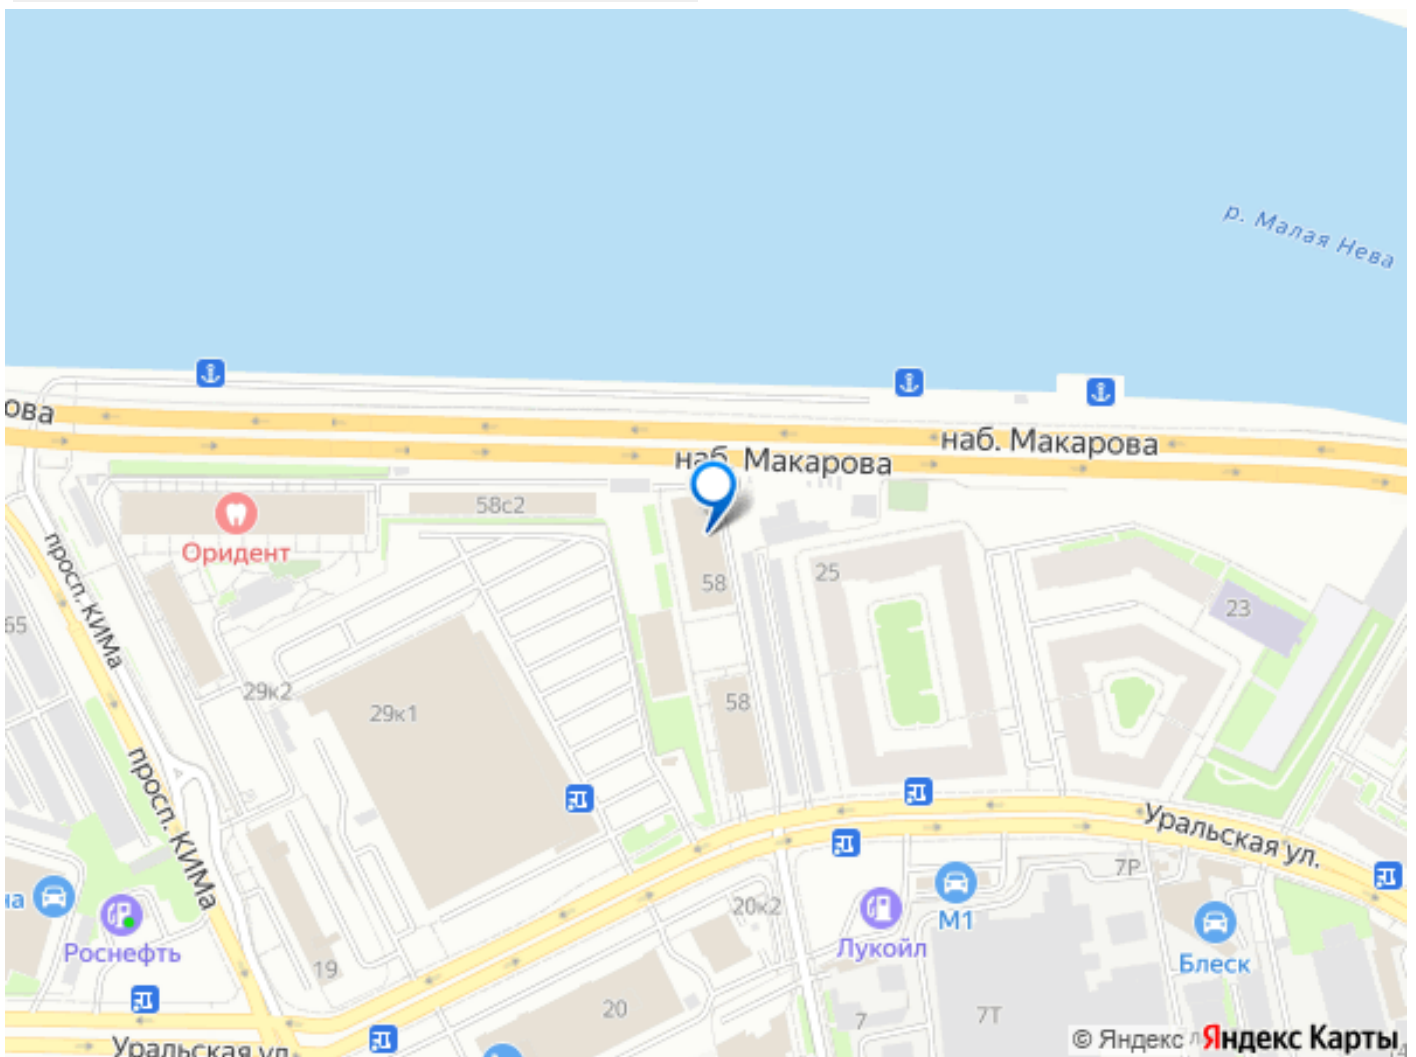 р. Малая Нева
ова
наб. Макарова
наб. Макарова
58с2
Оридент
просп. КИМа
58
25
23
65
29к2
29к1
58
просп. КИМа
Уральская ул.
7Р
на
20к2
М1
Роснефть
Лукойл
Блеск
19
20
7
7Т
Уральская ул.
© Яндекс
Яндекс Карты